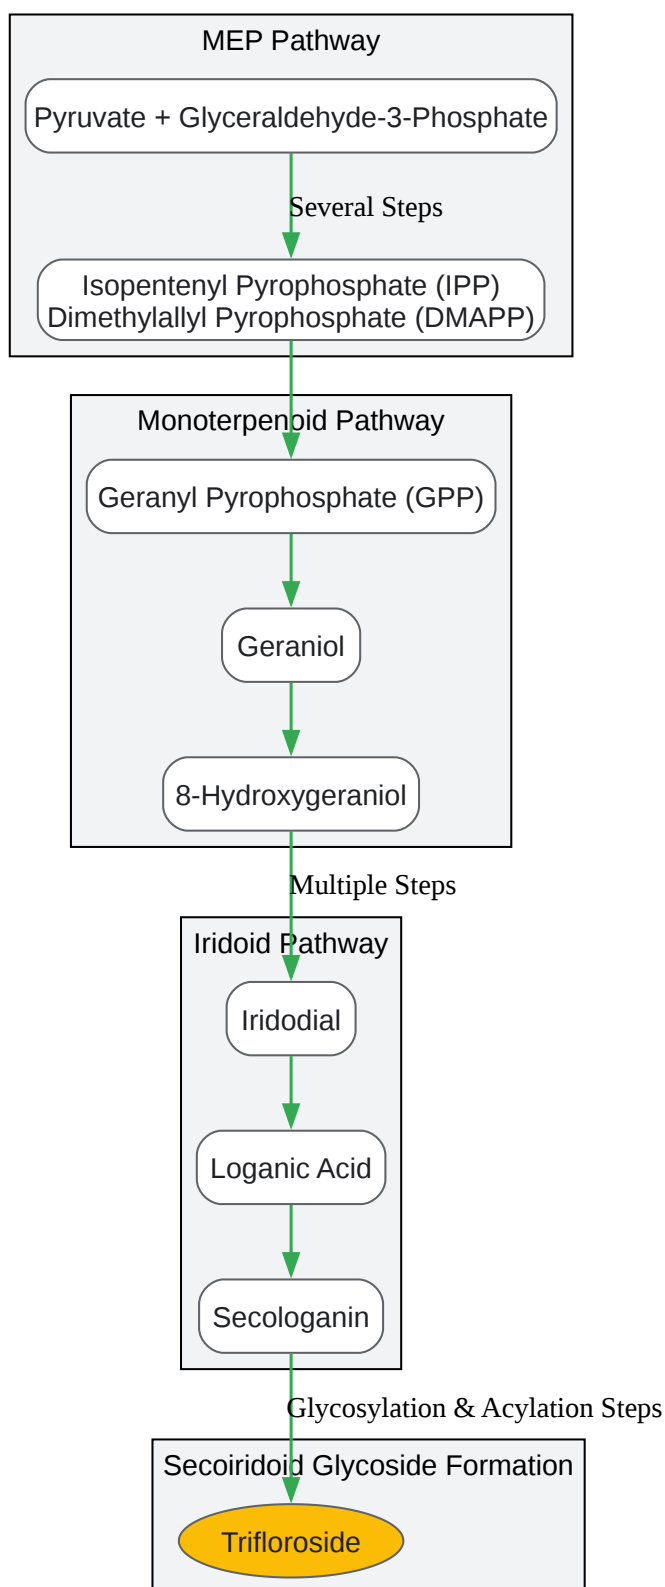 MEP Pathway
Pyruvate + Glyceraldehyde-3-Phosphate
Several Steps
Isopentenyl Pyrophosphate (IPP)
Dimethylallyl Pyrophosphate (DMAPP)
Monoterpenoid Pathway
Geranyl Pyrophosphate (GPP)
Geraniol
8-Hydroxygeraniol
Multiple Steps
Iridoid Pathway
Iridodial
Loganic Acid
Secologanin
Glycosylation & Acylation Steps
Secoiridoid Glycoside Formation
Trifloroside